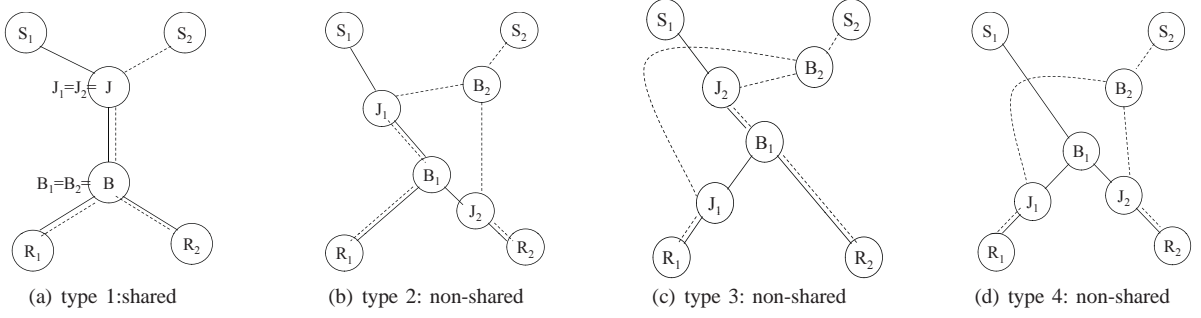 S₁ S₂
J₁=J₂= J
B₁=B₂= B
R₁ R₂
(a) type 1:shared
S₁ S₂
B₂
J₁
B₁
J₂
R₁ R₂
(b) type 2: non-shared
S₁ S₂
B₂
J₂
B₁
J₁
R₁ R₂
(c) type 3: non-shared
S₁ S₂
B₂
B₁
J₁ J₂
R₁ R₂
(d) type 4: non-shared